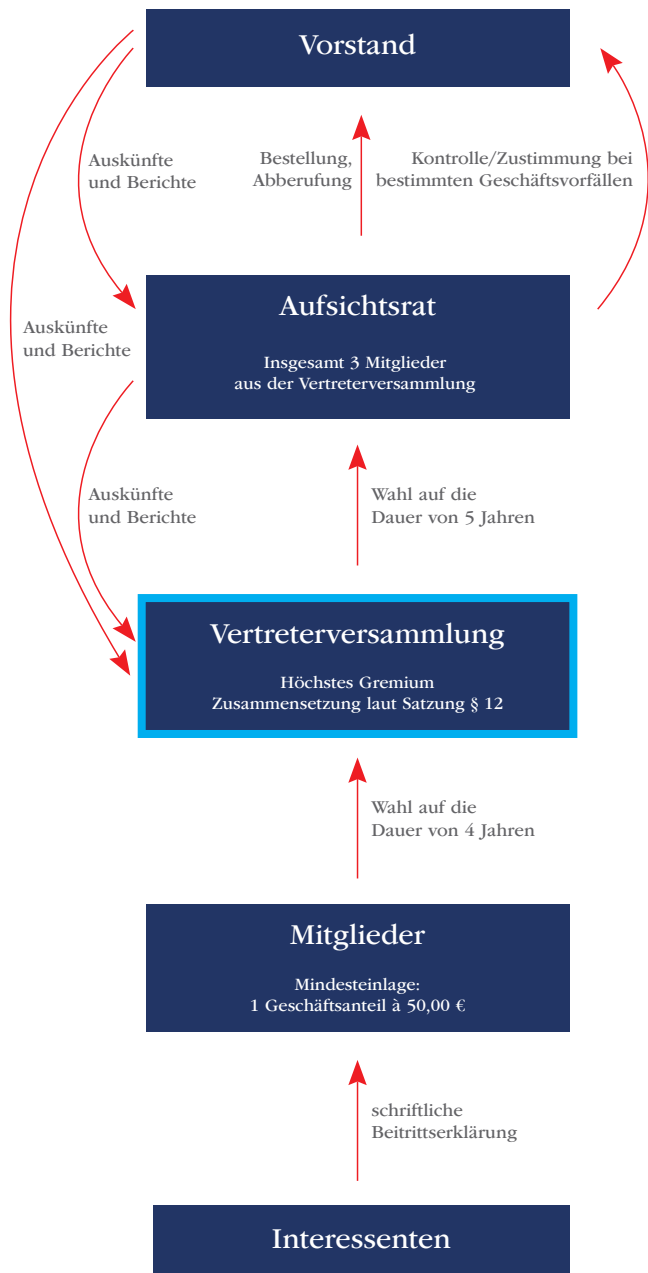 Vorstand
Auskünfte
und Berichte
Bestellung,
Abberufung
Kontrolle/Zustimmung bei
bestimmten Geschäftsvorfällen
Aufsichtsrat
Insgesamt 3 Mitglieder
aus der Vertreterversammlung
Auskünfte
und Berichte
Auskünfte
und Berichte
Wahl auf die
Dauer von 5 Jahren
Vertreterversammlung
Höchstes Gremium
Zusammensetzung laut Satzung § 12
Wahl auf die
Dauer von 4 Jahren
Mitglieder
Mindesteinlage:
1 Geschäftsanteil à 50,00 €
schriftliche
Beitrittserklärung
Interessenten